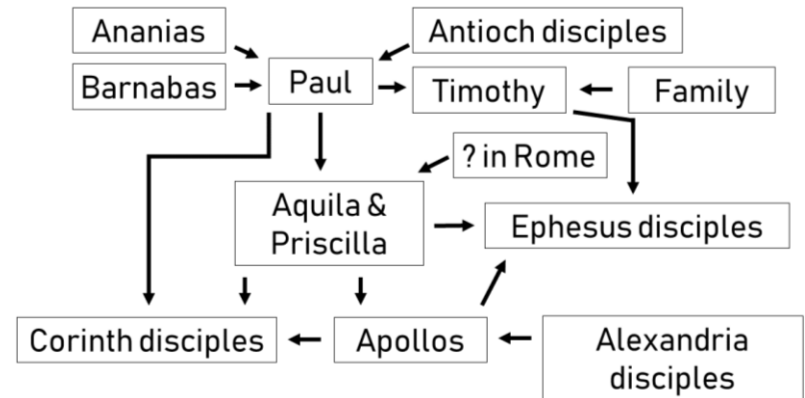 Ananias
Antioch disciples
Barnabas
Paul
Timothy
Family
? in Rome
Aquila &
Priscilla
Ephesus disciples
Corinth disciples
Apollos
Alexandria
disciples